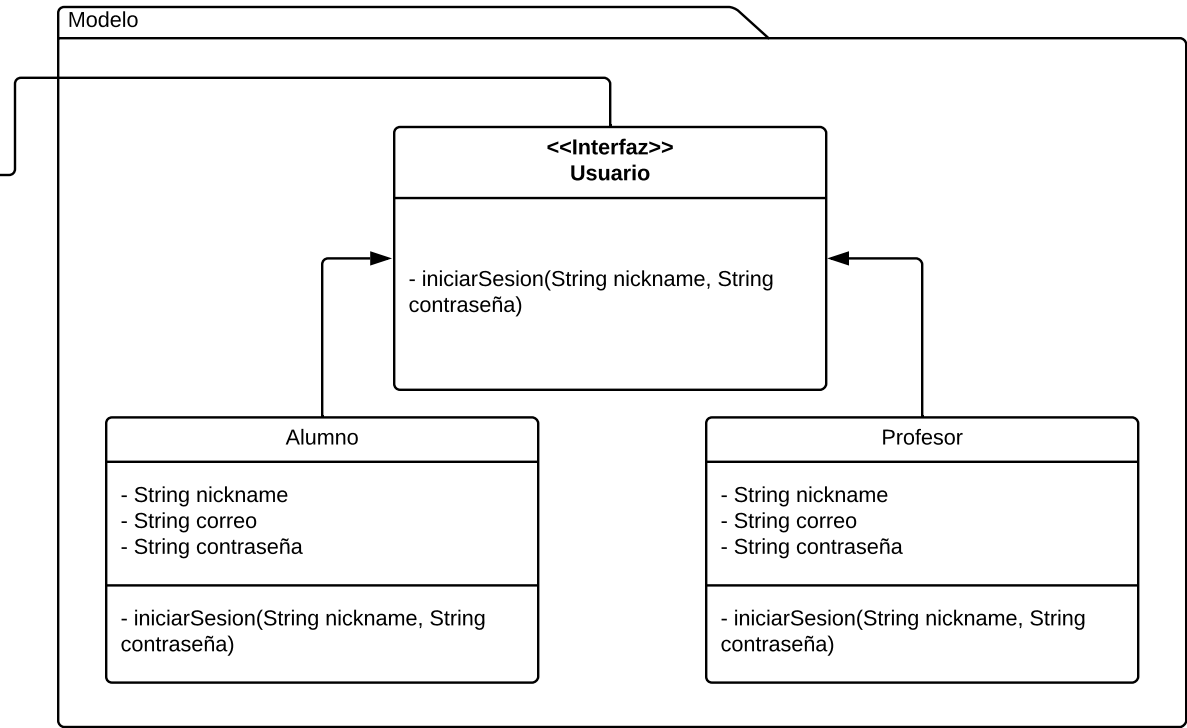 Modelo
<<Interfaz>>
Usuario
- iniciarSesion(String nickname, String
contraseña)
Alumno
- String nickname
- String correo
- String contraseña
- iniciarSesion(String nickname, String
contraseña)
Profesor
- String nickname
- String correo
- String contraseña
- iniciarSesion(String nickname, String
contraseña)